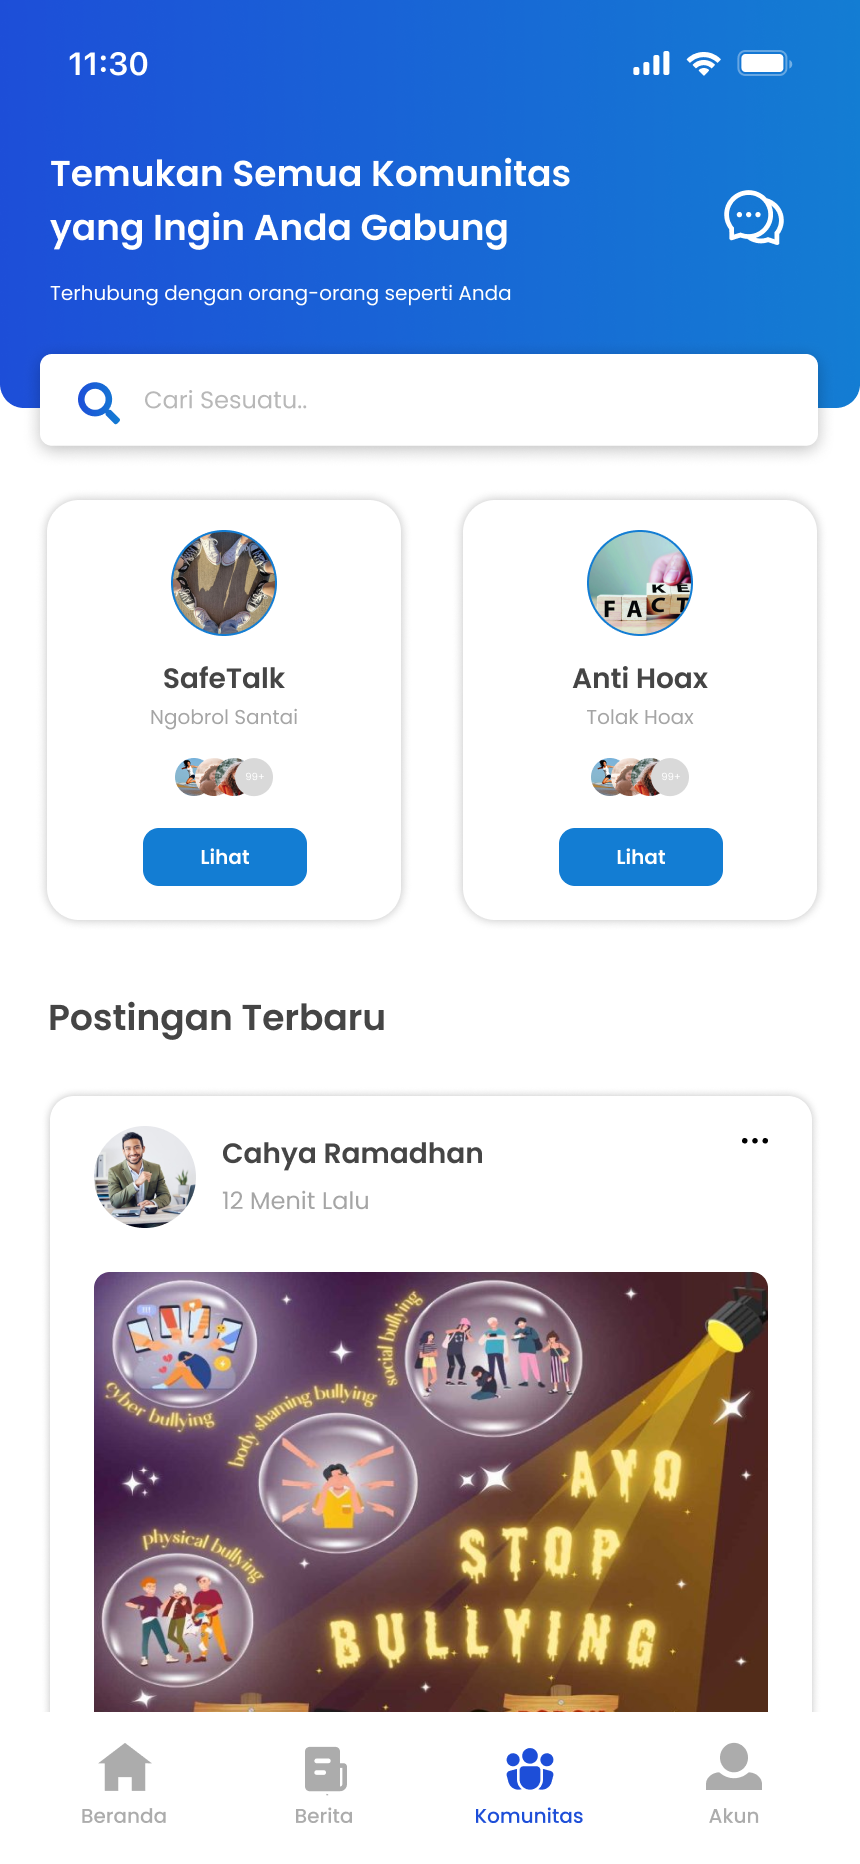 11:30
Temukan Semua Komunitas
yang Ingin Anda Gabung
Terhubung dengan orang-orang seperti Anda
Cari Sesuatu..
SafeTalk
Ngobrol Santai
99+
Lihat
K E
F A C T
Anti Hoax
Tolak Hoax
99+
Lihat
Postingan Terbaru
Cahya Ramadhan
12 Menit Lalu
!!!
cyber bullying
social bullying
body shaming bullying
physical bullying
AYO
STOP
BULLYING
Beranda
Berita
Komunitas
Akun